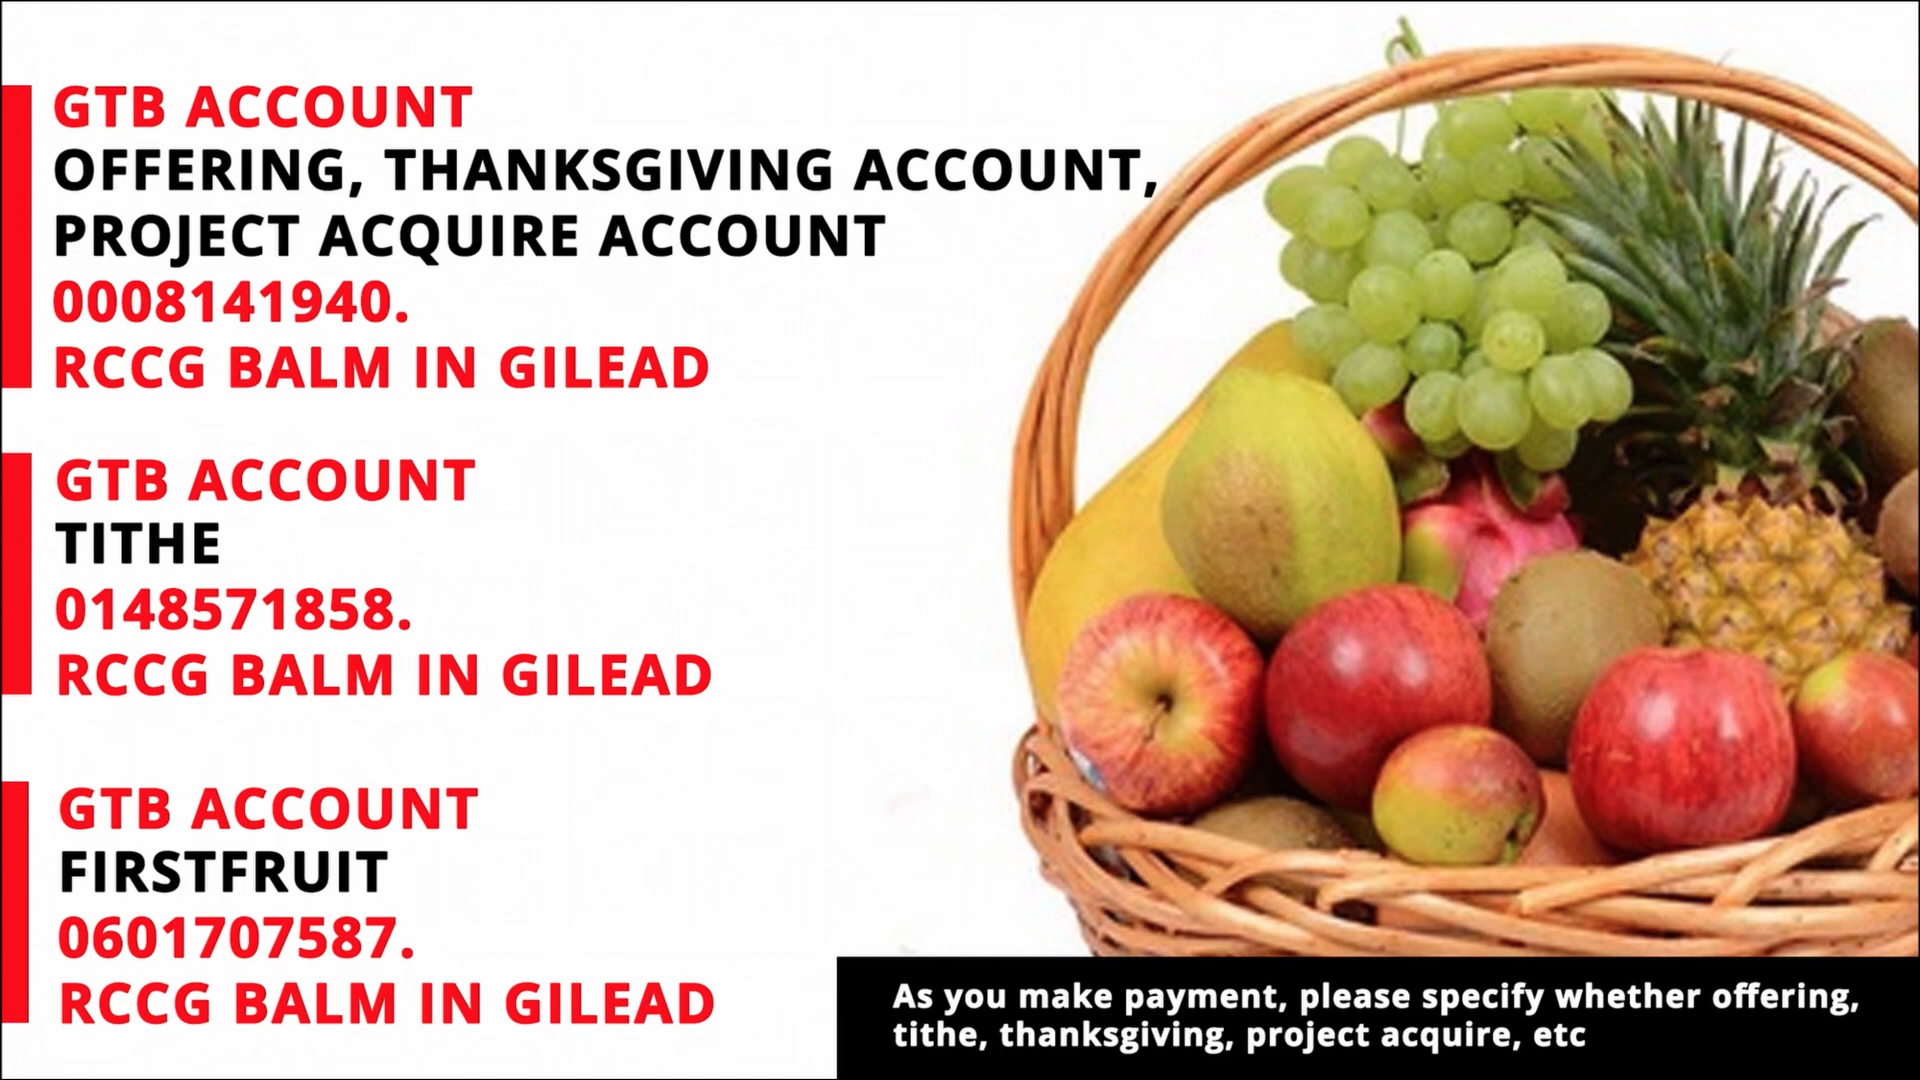 GTB ACCOUNT
OFFERING, THANKSGIVING ACCOUNT,
PROJECT ACQUIRE ACCOUNT
0008141940.
RCCG BALM IN GILEAD
GTB ACCOUNT
TITHE
0148571858.
RCCG BALM IN GILEAD
GTB ACCOUNT
FIRSTFRUIT
0601707587.
RCCG BALM IN GILEAD
As you make payment, please specify whether offering,
tithe, thanksgiving, project acquire, etc